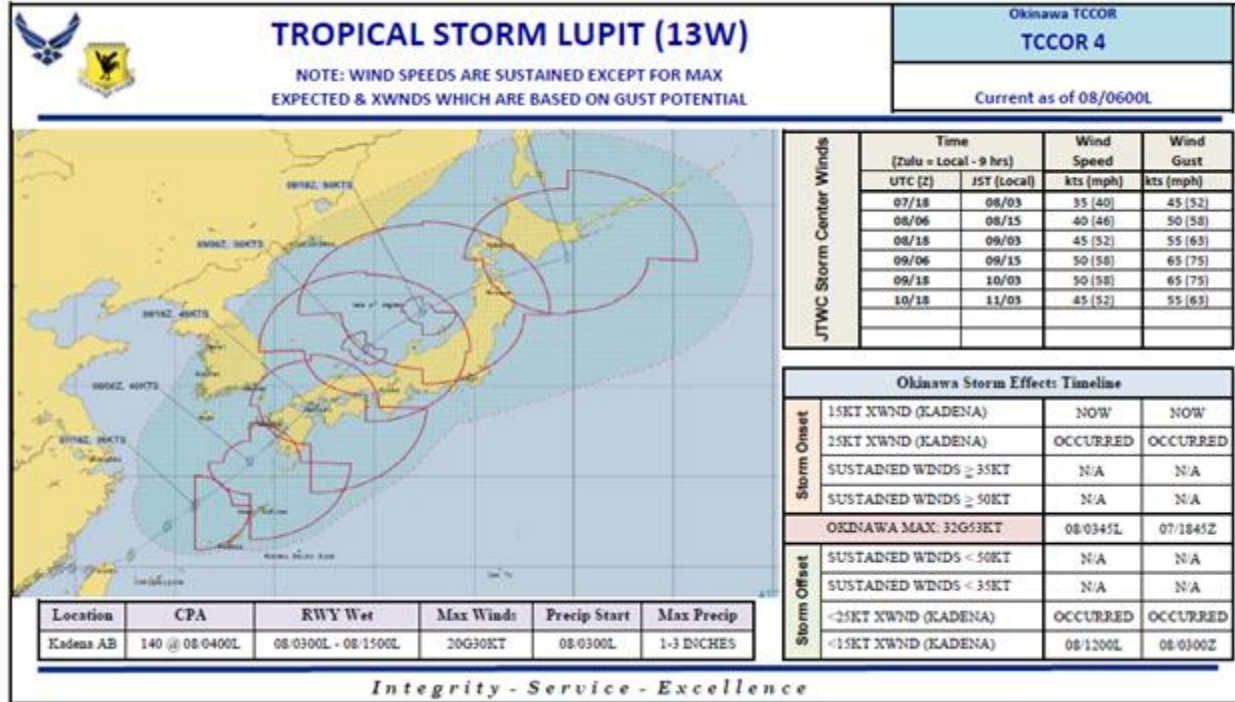 TROPICAL STORM LUPIT (13W)
NOTE: WIND SPEEDS ARE SUSTAINED EXCEPT FOR MAX
EXPECTED & XWNDS WHICH ARE BASED ON GUST POTENTIAL
Okinawa TCCOR
TCCOR 4
Current as of 08/0600L
09/18Z, 50KTS
09/06Z, 50KTS
08/18Z, 45KTS
08/06Z, 40KTS
07/18Z, 35KTS
JTWC Storm Center Winds
Time Wind Wind
(Zulu = Local - 9 hrs) Speed Gust
UTC (Z) JST (Local) kts (mph) kts (mph)
07/18 08/03 35 (40) 45 (52)
08/06 08/15 40 (46) 50 (58)
08/18 09/03 45 (52) 55 (63)
09/06 09/15 50 (58) 65 (75)
09/18 10/03 50 (58) 65 (75)
10/18 11/03 45 (52) 55 (63)
Okinawa Storm Effects Timeline
Storm Onset
15KT XWND (KADENA) NOW NOW
25KT XWND (KADENA) OCCURRED OCCURRED
SUSTAINED WINDS ≥ 35KT N/A N/A
SUSTAINED WINDS ≥ 50KT N/A N/A
OKINAWA MAX: 32G53KT 08/0345L 07/1845Z
Storm Offset
SUSTAINED WINDS < 50KT N/A N/A
SUSTAINED WINDS < 35KT N/A N/A
<25KT XWND (KADENA) OCCURRED OCCURRED
<15KT XWND (KADENA) 08/1200L 08/0300Z
Location CPA RWY Wet Max Winds Precip Start Max Precip
Kadena AB 140 @ 08/0400L 08/0300L - 08/1500L 20G30KT 08/0300L 1-3 INCHES
Integrity - Service - Excellence